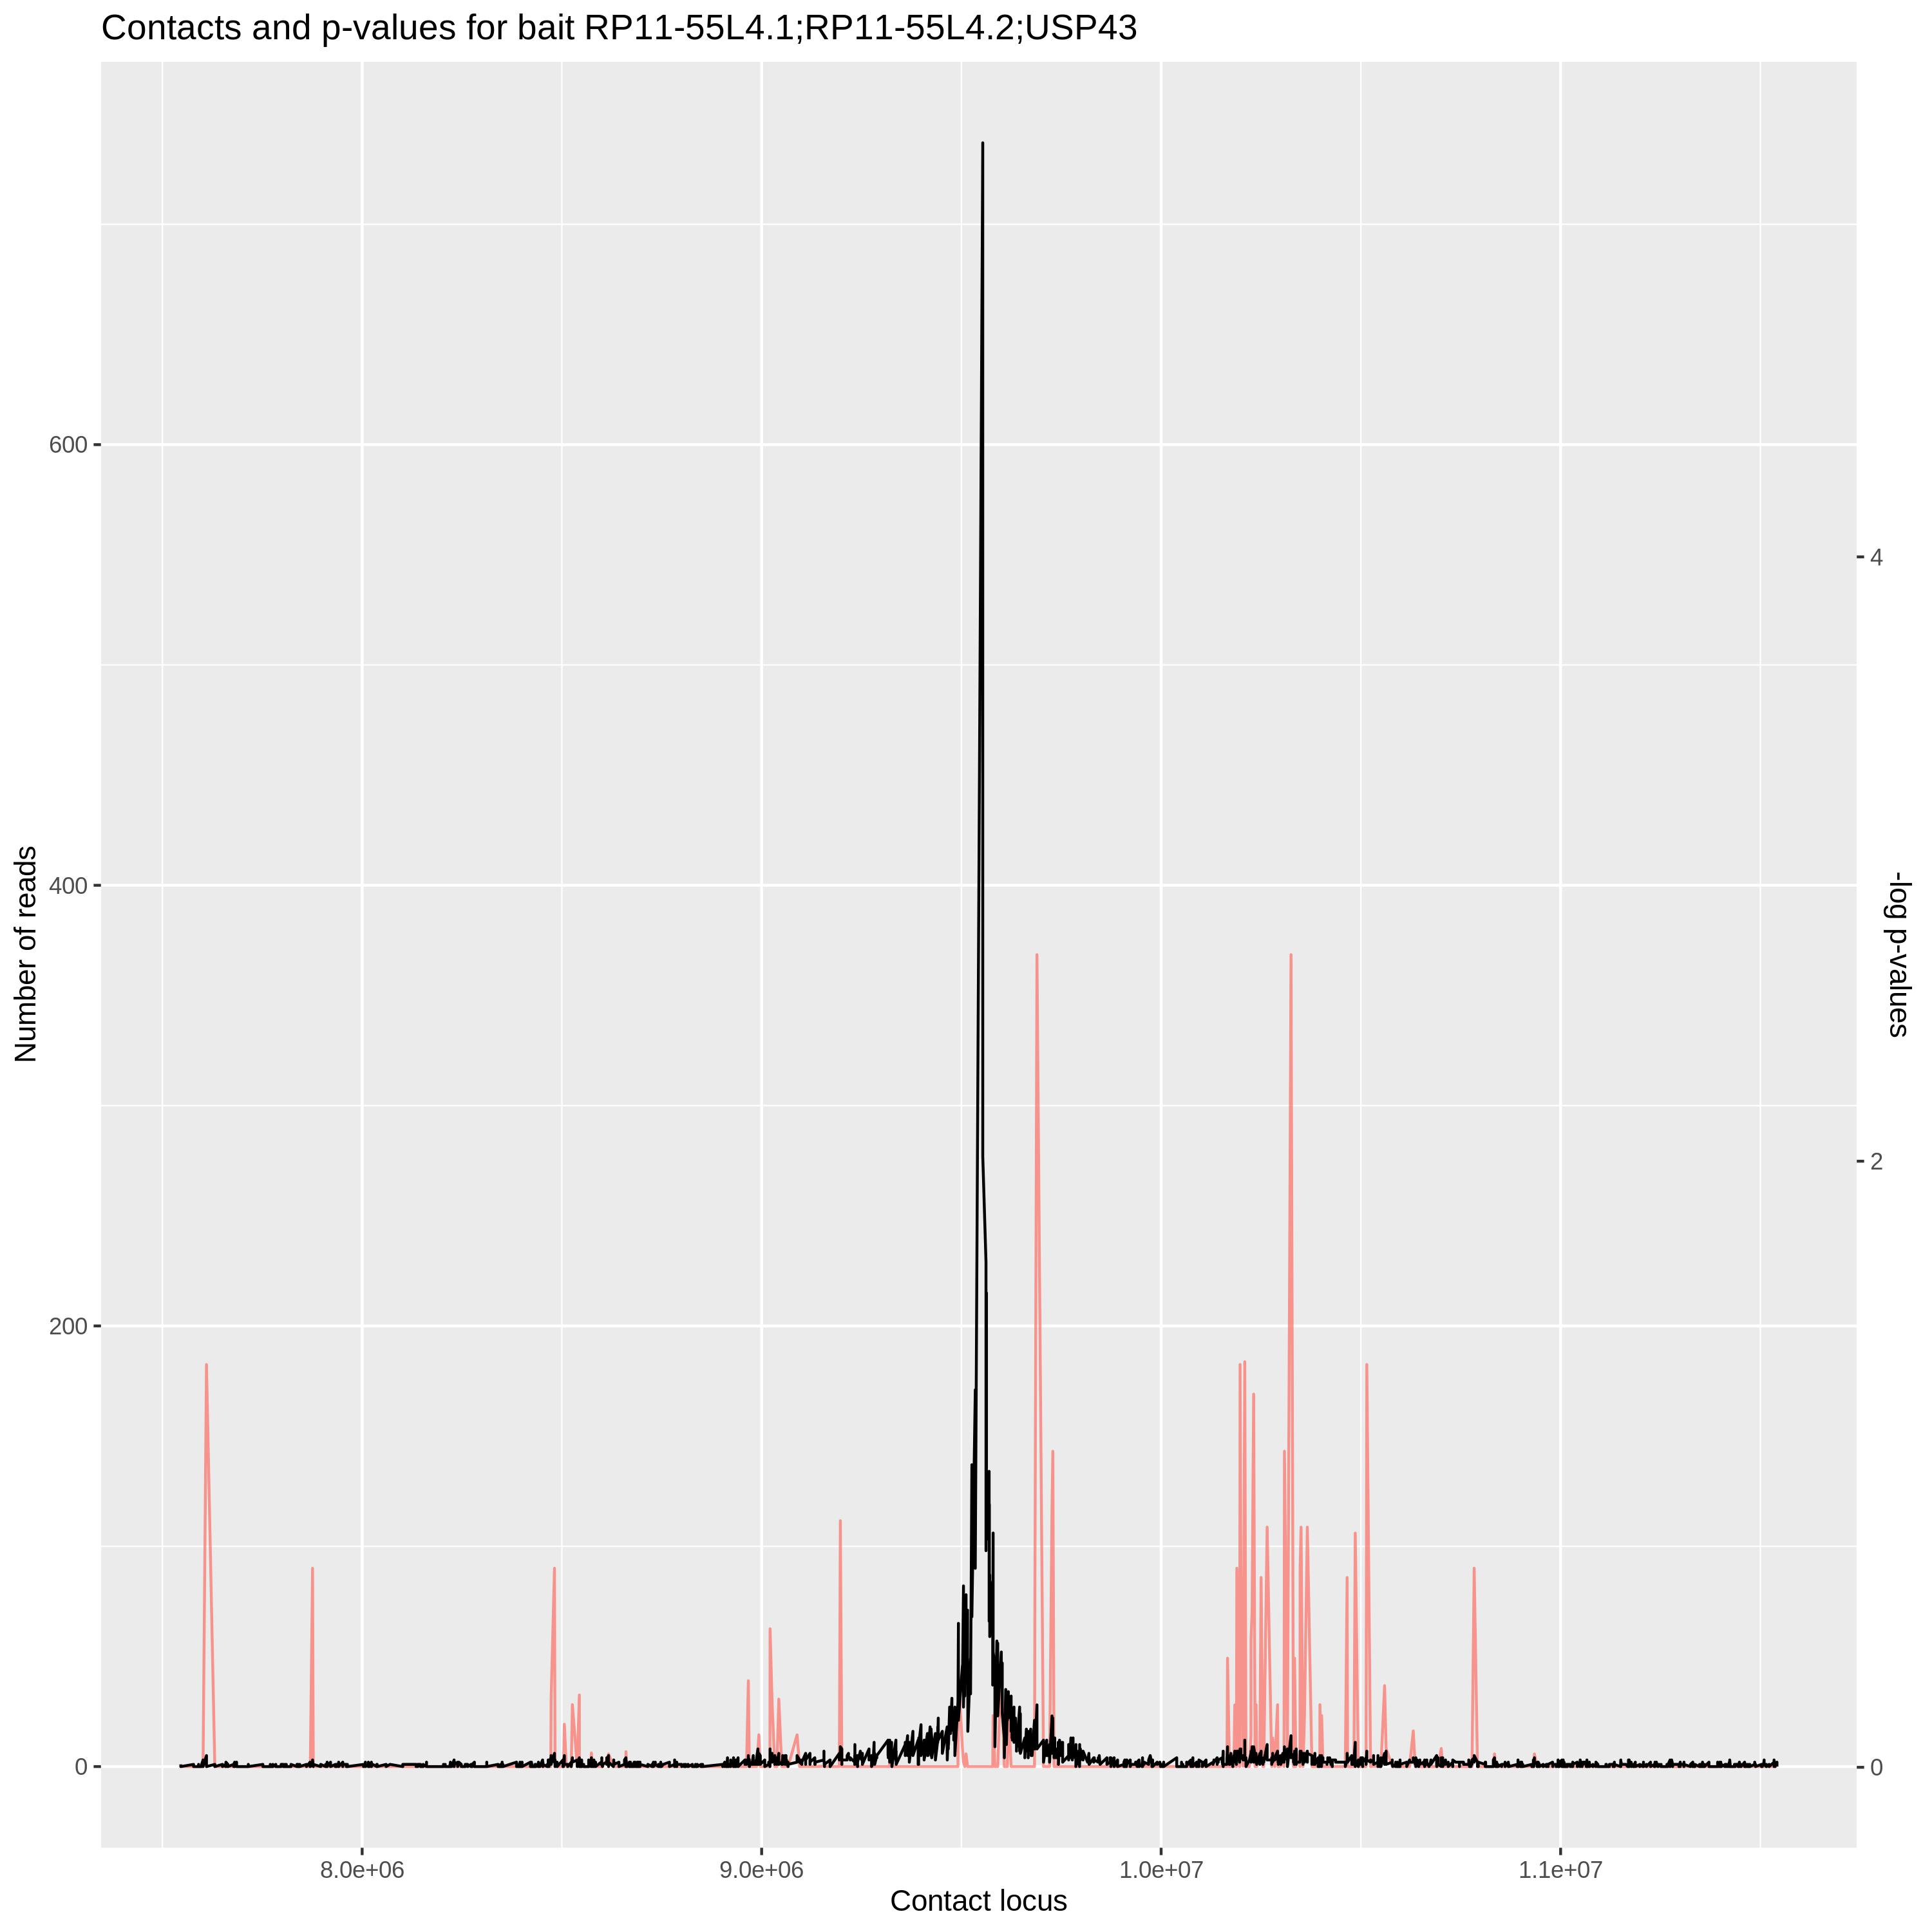 Contacts and p-values for bait RP11-55L4.1;RP11-55L4.2;USP43
Number of reads
600
400
200
0
4
2
0
-log p-values
8.0e+06
9.0e+06
1.0e+07
1.1e+07
Contact locus